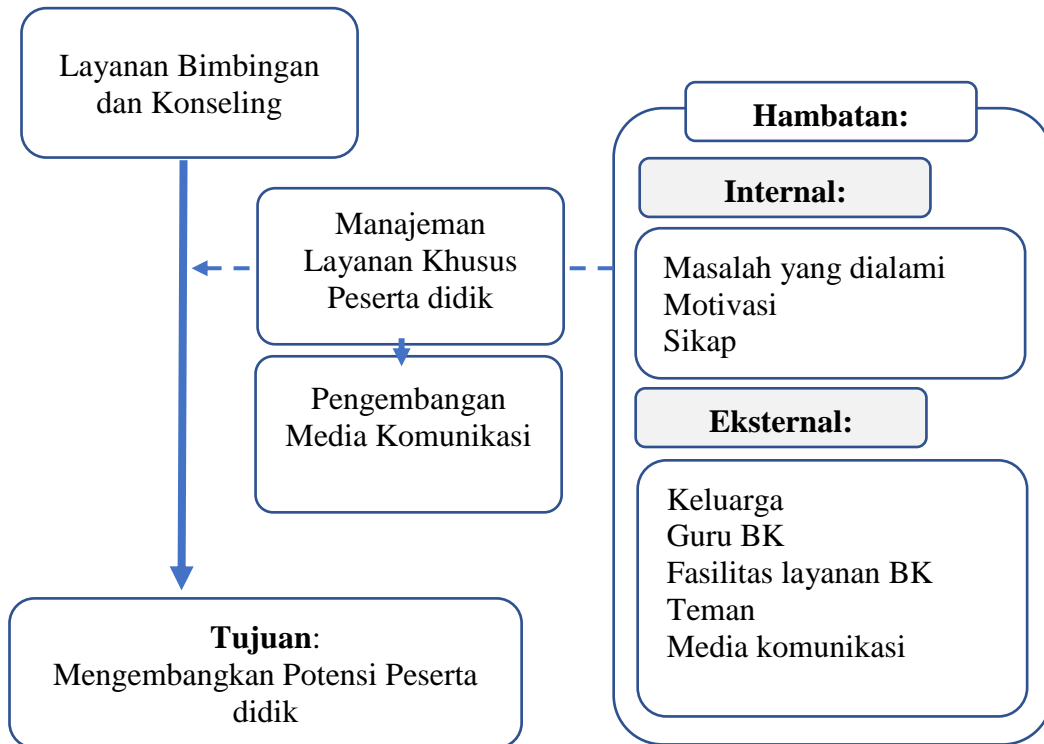 Layanan Bimbingan
dan Konseling
Manajeman
Layanan Khusus
Peserta didik
Pengembangan
Media Komunikasi
Tujuan:
Mengembangkan Potensi Peserta
didik
Hambatan:
Internal:
Masalah yang dialami
Motivasi
Sikap
Eksternal:
Keluarga
Guru BK
Fasilitas layanan BK
Teman
Media komunikasi